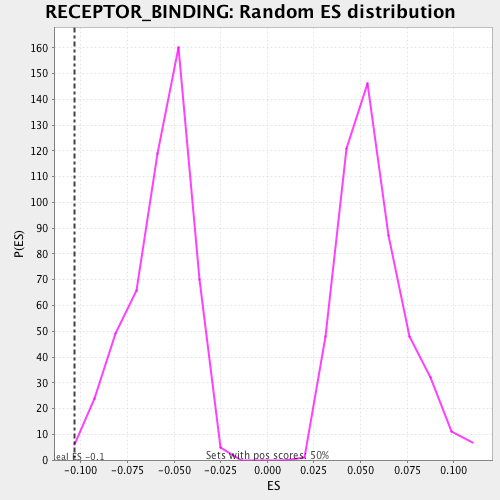 RECEPTOR_BINDING: Random ES distribution
160
150
140
130
120
110
100
90
80
70
60
50
40
30
20
10
0
P(ES)
eal ES -0.1
Sets with pos scores: 50%
-0.100 -0.075 -0.050 -0.025 0.000 0.025 0.050 0.075 0.100
ES